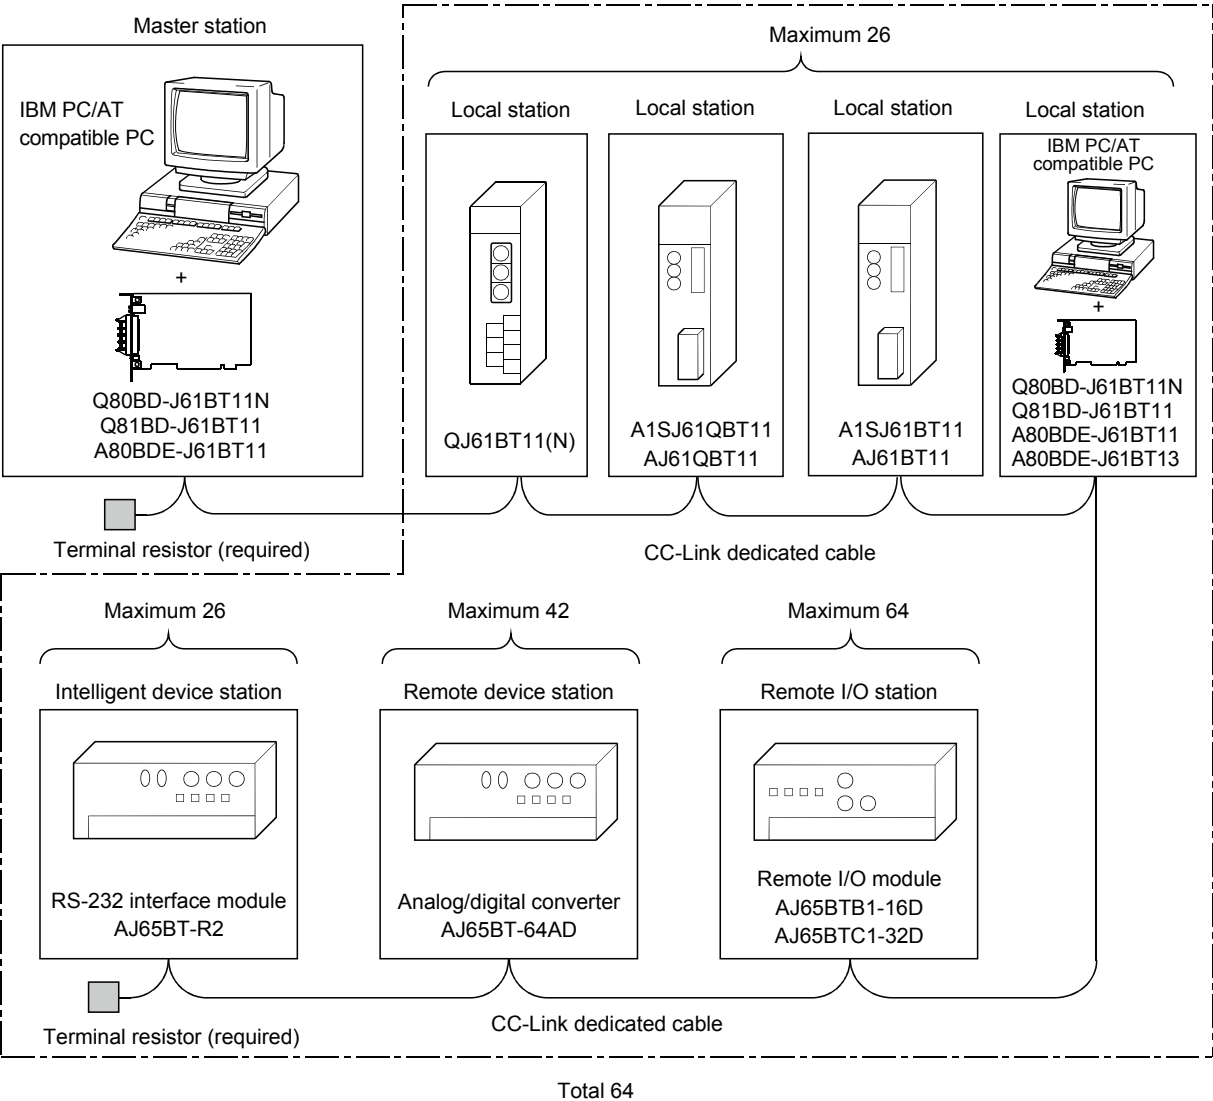 Master station
IBM PC/AT
compatible PC
+
Q80BD-J61BT11N
Q81BD-J61BT11
A80BDE-J61BT11
Terminal resistor (required)
Maximum 26
Local station
QJ61BT11(N)
Local station
A1SJ61QBT11
AJ61QBT11
Local station
A1SJ61BT11
AJ61BT11
Local station
IBM PC/AT
compatible PC
+
Q80BD-J61BT11N
Q81BD-J61BT11
A80BDE-J61BT11
A80BDE-J61BT13
CC-Link dedicated cable
Maximum 26
Intelligent device station
RS-232 interface module
AJ65BT-R2
Maximum 42
Remote device station
Analog/digital converter
AJ65BT-64AD
Maximum 64
Remote I/O station
Remote I/O module
AJ65BTB1-16D
AJ65BTC1-32D
Terminal resistor (required)
CC-Link dedicated cable
Total 64